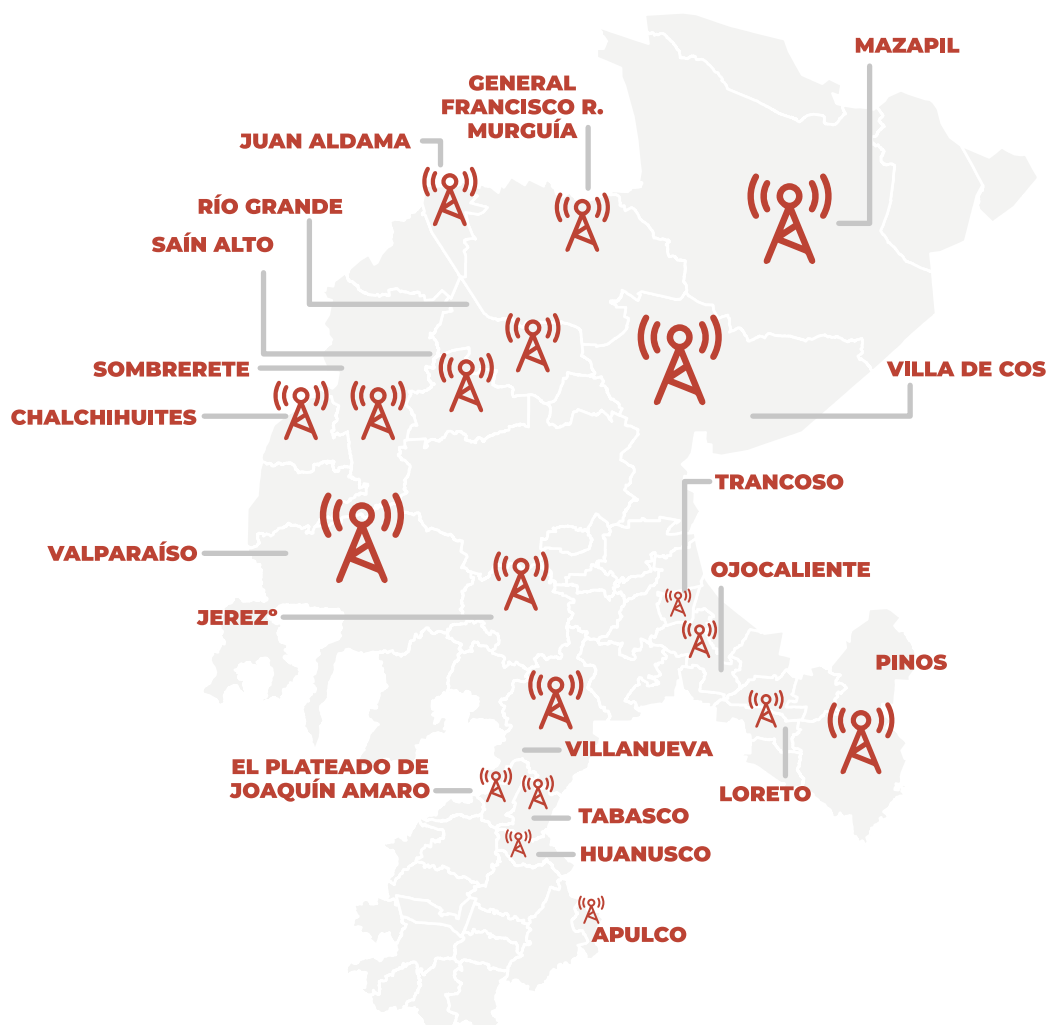 MAZAPIL
GENERAL
FRANCISCO R.
MURGUÍA
JUAN ALDAMA
RÍO GRANDE
SAÍN ALTO
SOMBRERETE
VILLA DE COS
CHALCHIHUITES
TRANCOSO
VALPARAÍSO
OJOCALIENTE
JEREZº
PINOS
VILLANUEVA
EL PLATEADO DE
JOAQUÍN AMARO
LORETO
TABASCO
HUANUSCO
APULCO